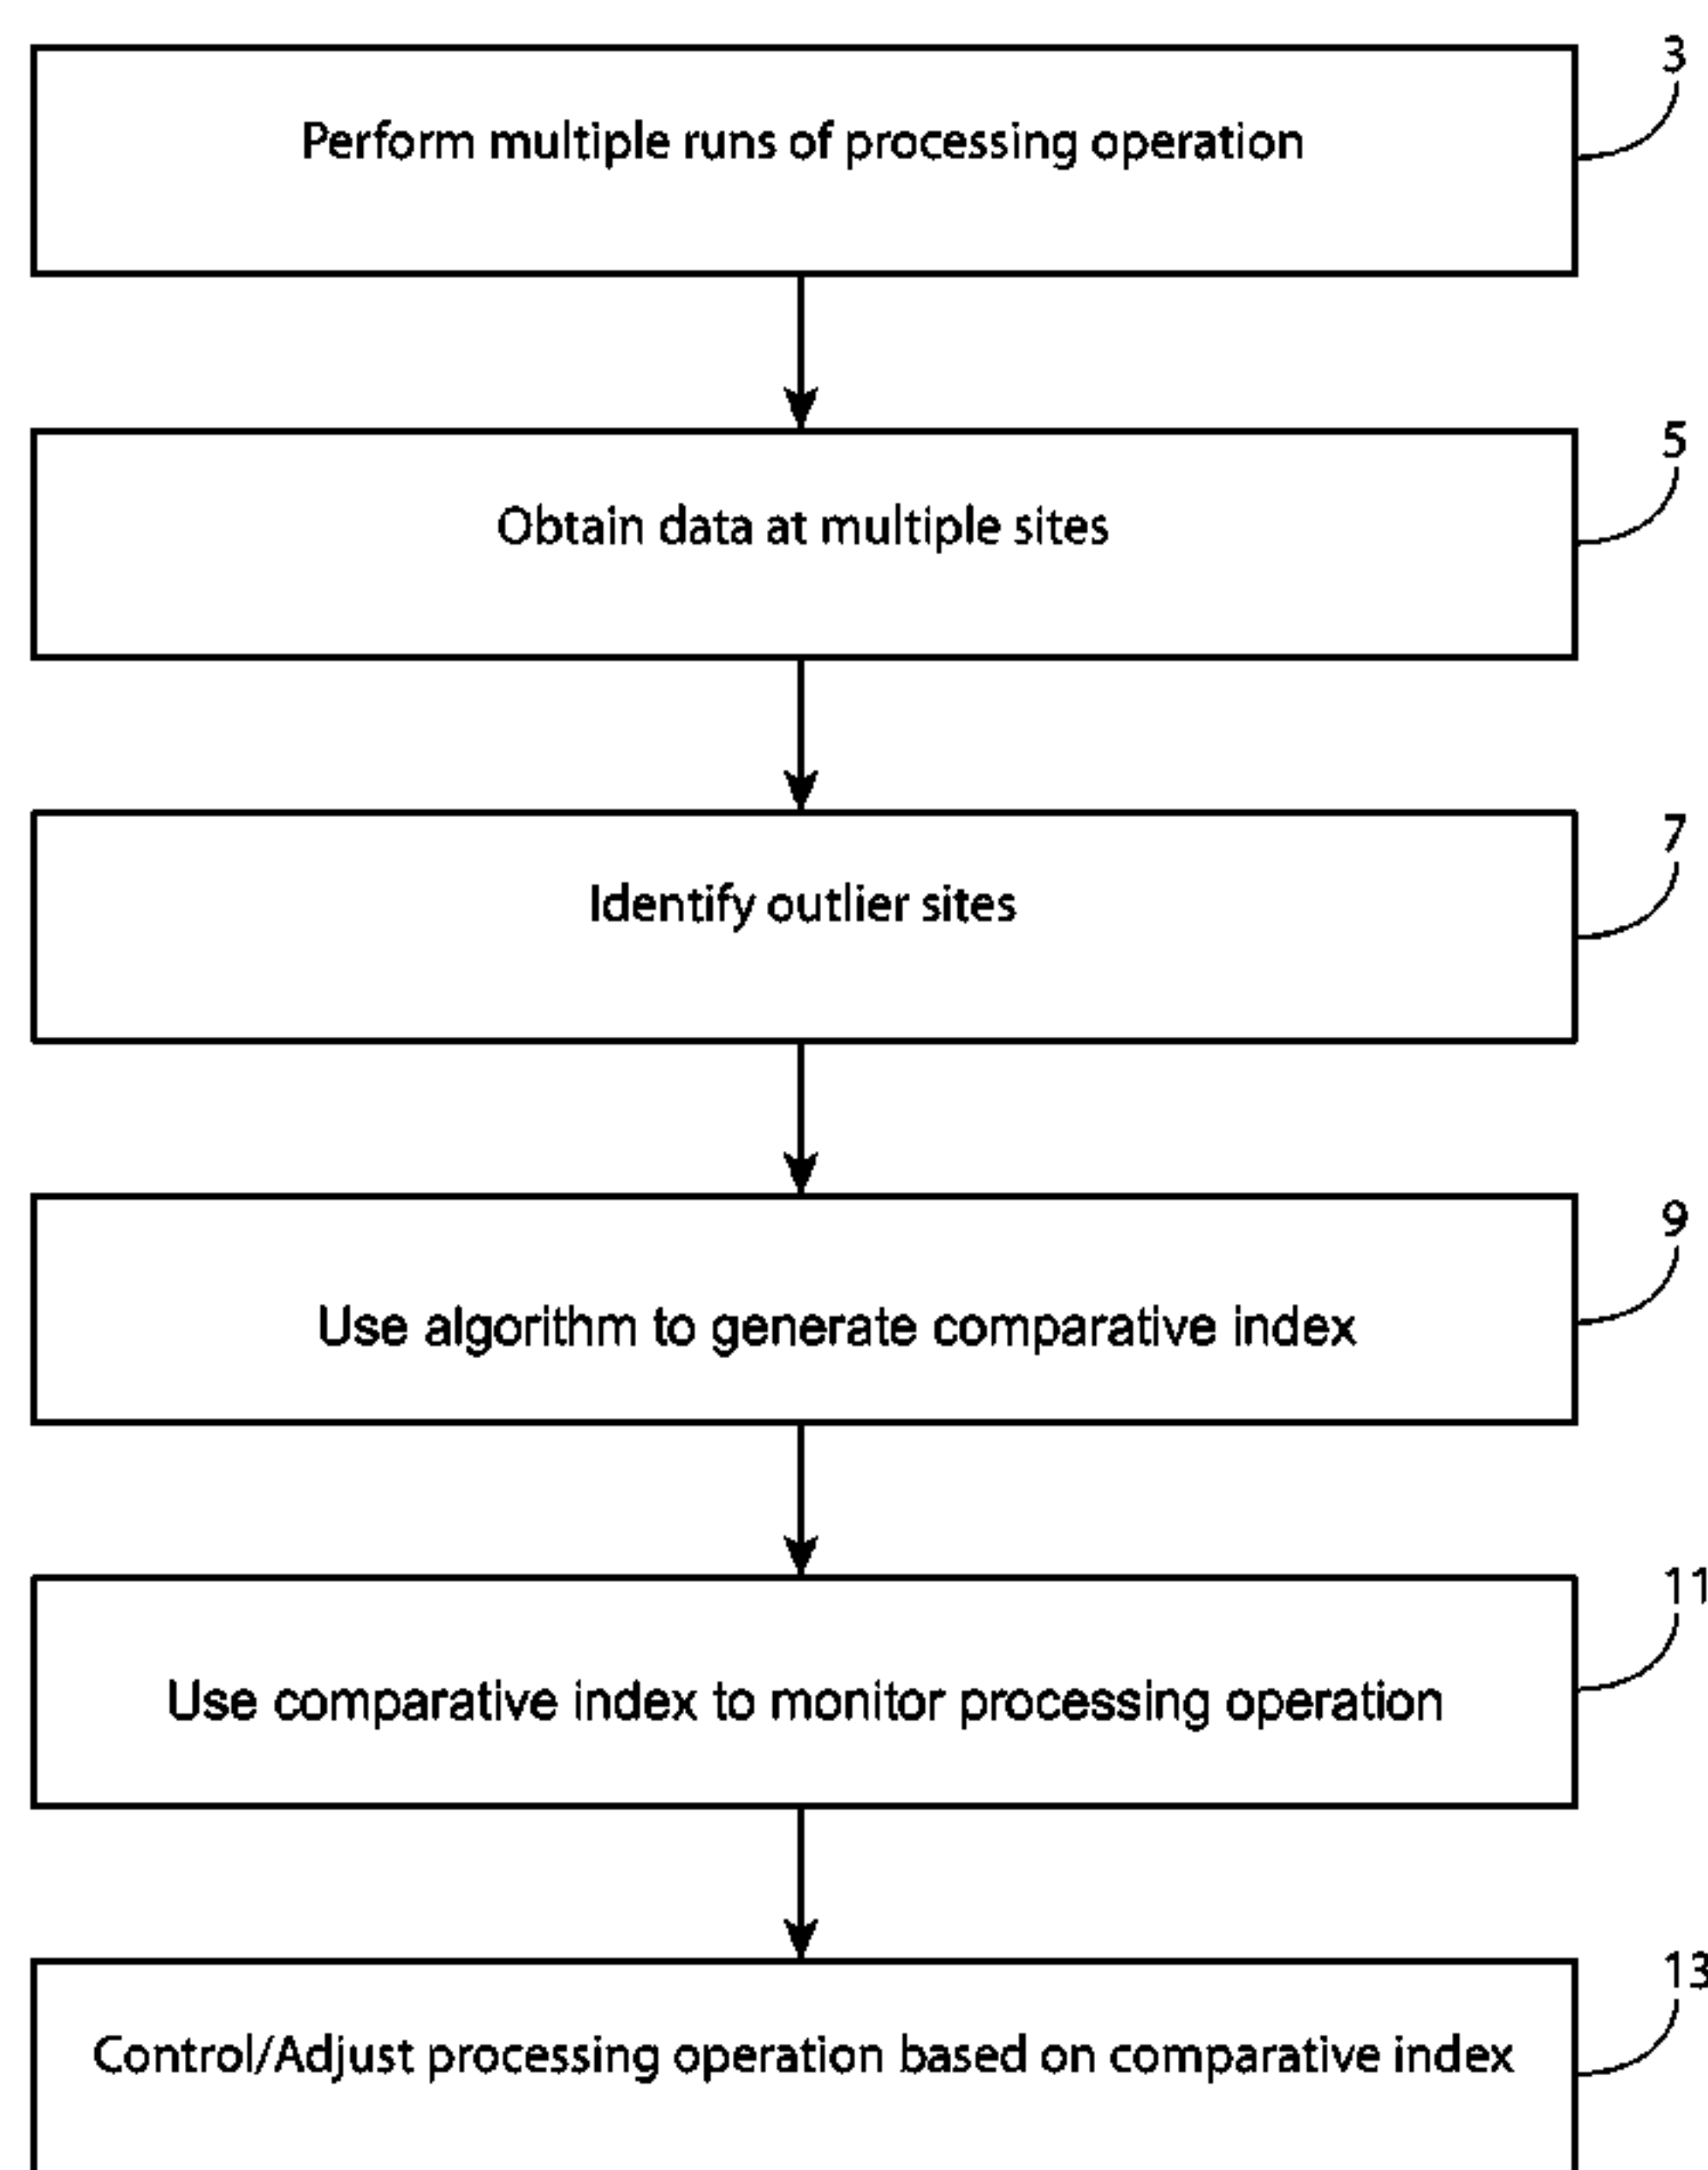 3
Perform multiple runs of processing operation
5
Obtain data at multiple sites
7
Identify outlier sites
9
Use algorithm to generate comparative index
11
Use comparative index to monitor processing operation
13
Control/Adjust processing operation based on comparative index